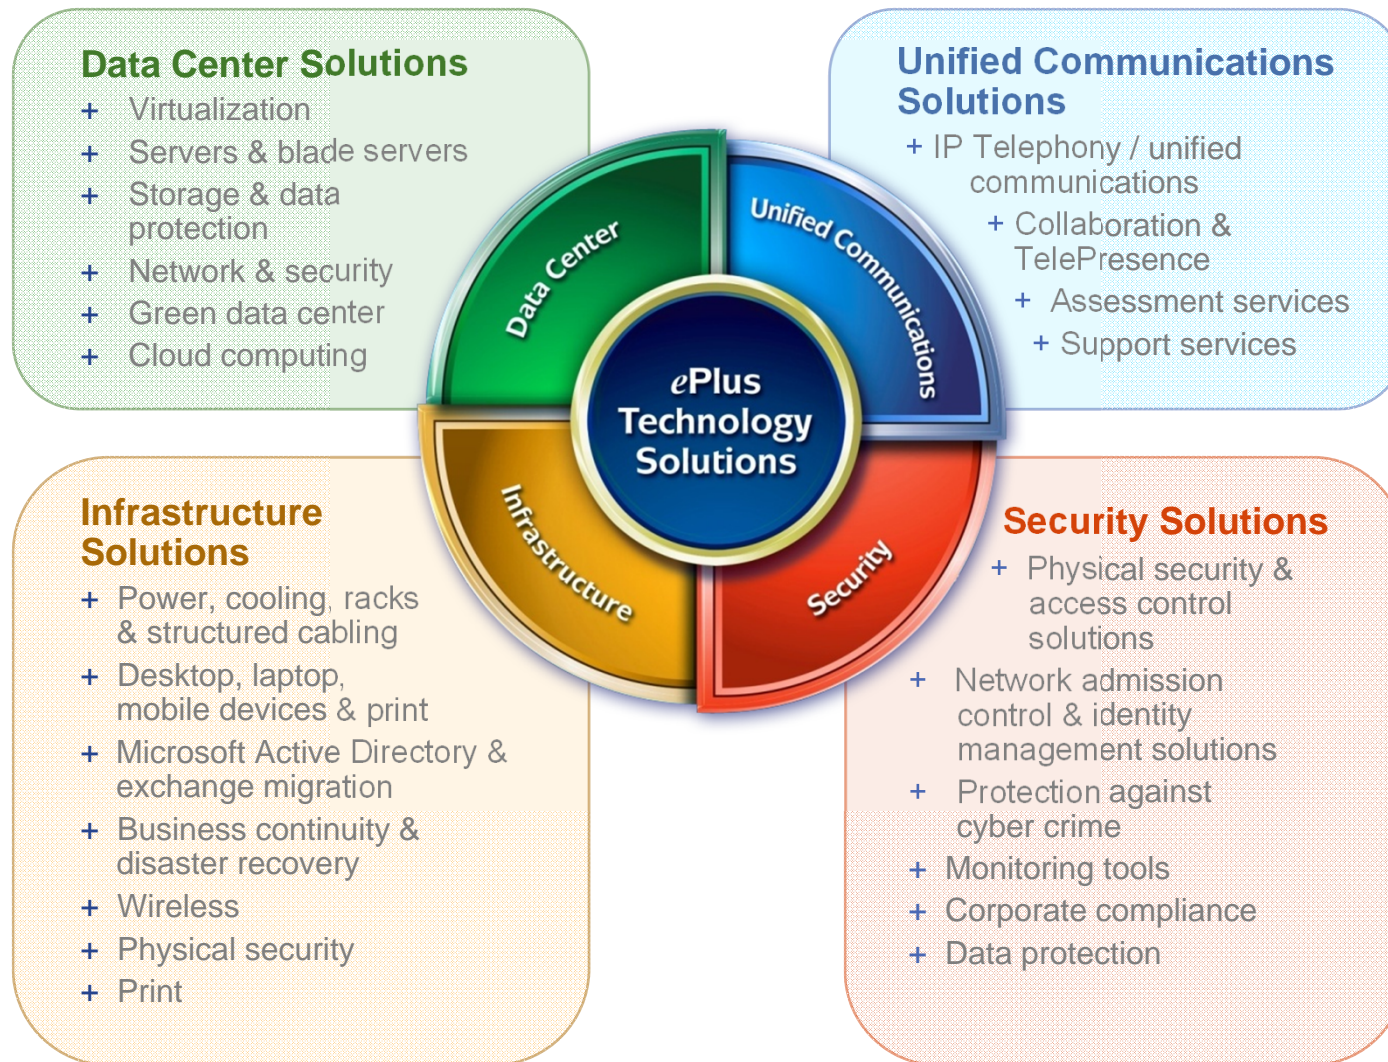 Data Center Solutions
+ Virtualization
+ Servers & blade servers
+ Storage & data
protection
+ Network & security
+ Green data center
+ Cloud computing
Unified Communications
Solutions
+ IP Telephony / unified
communications
+ Collaboration &
TelePresence
+ Assessment services
+ Support services
Data Center
Unified Communications
ePlus
Technology
Solutions
Infrastructure
Security
Infrastructure
Solutions
+ Power, cooling, racks
& structured cabling
+ Desktop, laptop,
mobile devices & print
+ Microsoft Active Directory &
exchange migration
+ Business continuity &
disaster recovery
+ Wireless
+ Physical security
+ Print
Security Solutions
+ Physical security &
access control
solutions
+ Network admission
control & identity
management solutions
+ Protection against
cyber crime
+ Monitoring tools
+ Corporate compliance
+ Data protection